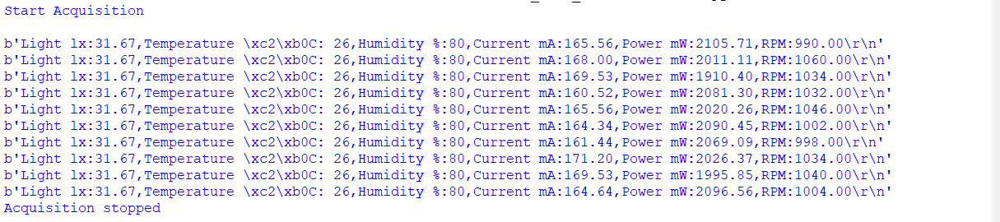 Start Acquisition
b'Light lx:31.67,Temperature \xc2\xb0C: 26,Humidity %:80,Current mA:165.56,Power mW:2105.71,RPM:990.00\r\n'
b'Light lx:31.67,Temperature \xc2\xb0C: 26,Humidity %:80,Current mA:168.00,Power mW:2011.11,RPM:1060.00\r\n'
b'Light lx:31.67,Temperature \xc2\xb0C: 26,Humidity %:80,Current mA:169.53,Power mW:1910.40,RPM:1034.00\r\n'
b'Light lx:31.67,Temperature \xc2\xb0C: 26,Humidity %:80,Current mA:160.52,Power mW:2081.30,RPM:1032.00\r\n'
b'Light lx:31.67,Temperature \xc2\xb0C: 26,Humidity %:80,Current mA:165.56,Power mW:2020.26,RPM:1046.00\r\n'
b'Light lx:31.67,Temperature \xc2\xb0C: 26,Humidity %:80,Current mA:164.34,Power mW:2090.45,RPM:1002.00\r\n'
b'Light lx:31.67,Temperature \xc2\xb0C: 26,Humidity %:80,Current mA:161.44,Power mW:2069.09,RPM:998.00\r\n'
b'Light lx:31.67,Temperature \xc2\xb0C: 26,Humidity %:80,Current mA:171.20,Power mW:2026.37,RPM:1034.00\r\n'
b'Light lx:31.67,Temperature \xc2\xb0C: 26,Humidity %:80,Current mA:169.53,Power mW:1995.85,RPM:1040.00\r\n'
b'Light lx:31.67,Temperature \xc2\xb0C: 26,Humidity %:80,Current mA:164.64,Power mW:2096.56,RPM:1004.00\r\n'
Acquisition stopped